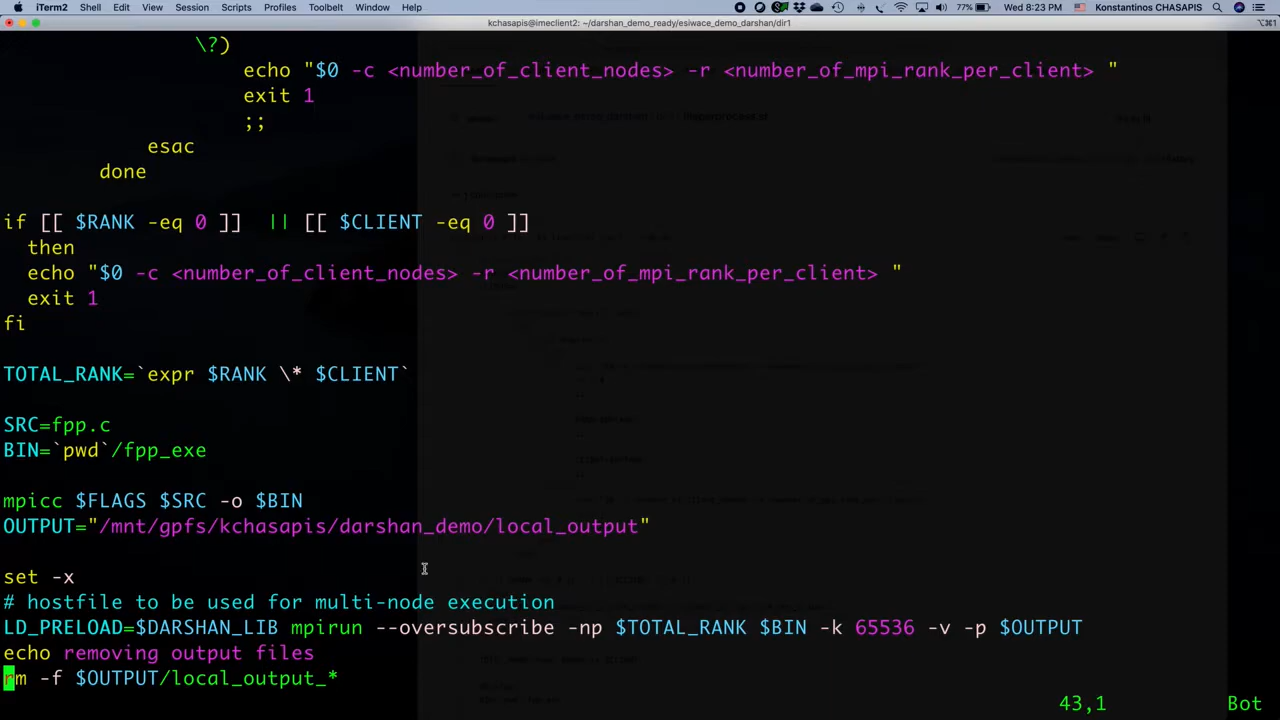 iTerm2 Shell Edit View Session Scripts Profiles Toolbelt Window Help 77% Wed 8:23 PM Konstantinos CHASAPIS
kchasapis@imeclient2: ~/darshan_demo_ready/esiwace_demo_darshan/dir1 ⌥⌘1
\?)
echo "$0 -c <number_of_client_nodes> -r <number_of_mpi_rank_per_client> "
exit 1
;;
esac
done
if [[ $RANK -eq 0 ]] || [[ $CLIENT -eq 0 ]]
then
echo "$0 -c <number_of_client_nodes> -r <number_of_mpi_rank_per_client> "
exit 1
fi
TOTAL_RANK=`expr $RANK \* $CLIENT`
SRC=fpp.c
BIN=`pwd`/fpp_exe
mpicc $FLAGS $SRC -o $BIN
OUTPUT="/mnt/gpfs/kchasapis/darshan_demo/local_output"
set -x
# hostfile to be used for multi-node execution
LD_PRELOAD=$DARSHAN_LIB mpirun --oversubscribe -np $TOTAL_RANK $BIN -k 65536 -v -p $OUTPUT
echo removing output files
rm -f $OUTPUT/local_output_*
43,1 Bot